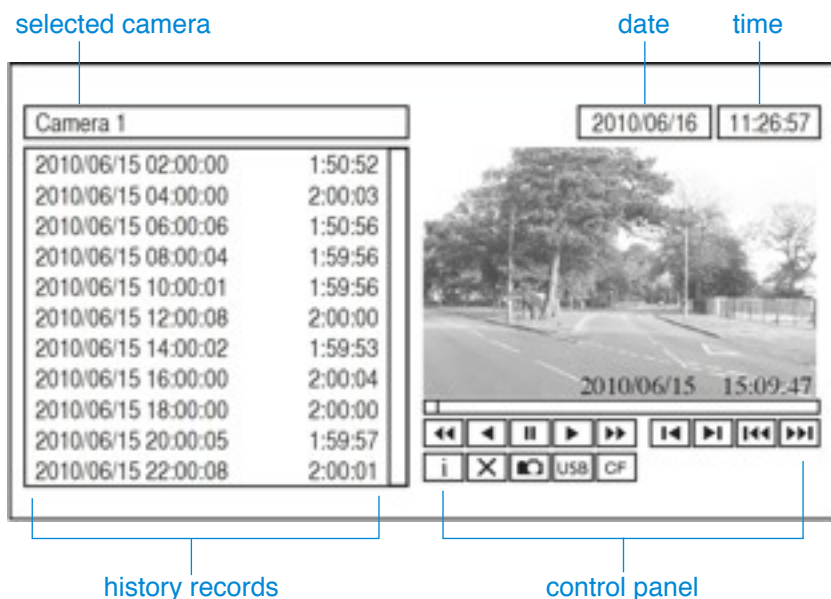 selected camera
date
time
Camera 1
2010/06/16
11:26:57
2010/06/15 02:00:00 1:50:52
2010/06/15 04:00:00 2:00:03
2010/06/15 06:00:06 1:50:56
2010/06/15 08:00:04 1:59:56
2010/06/15 10:00:01 1:59:56
2010/06/15 12:00:08 2:00:00
2010/06/15 14:00:02 1:59:53
2010/06/15 16:00:00 2:00:04
2010/06/15 18:00:00 2:00:00
2010/06/15 20:00:05 1:59:57
2010/06/15 22:00:08 2:00:01
2010/06/15 15:09:47
i
USB
CF
history records
control panel